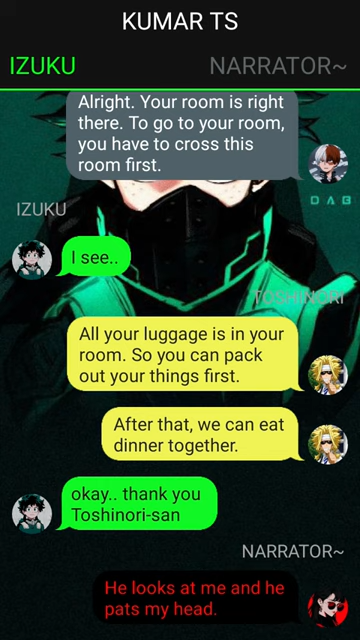 KUMAR TS
IZUKU NARRATOR~
Alright. Your room is right
there. To go to your room,
you have to cross this
room first.
DAB
IZUKU
I see..
TOSHINORI
All your luggage is in your
room. So you can pack
out your things first.
After that, we can eat
dinner together.
okay.. thank you
Toshinori-san
NARRATOR~
He looks at me and he
pats my head.